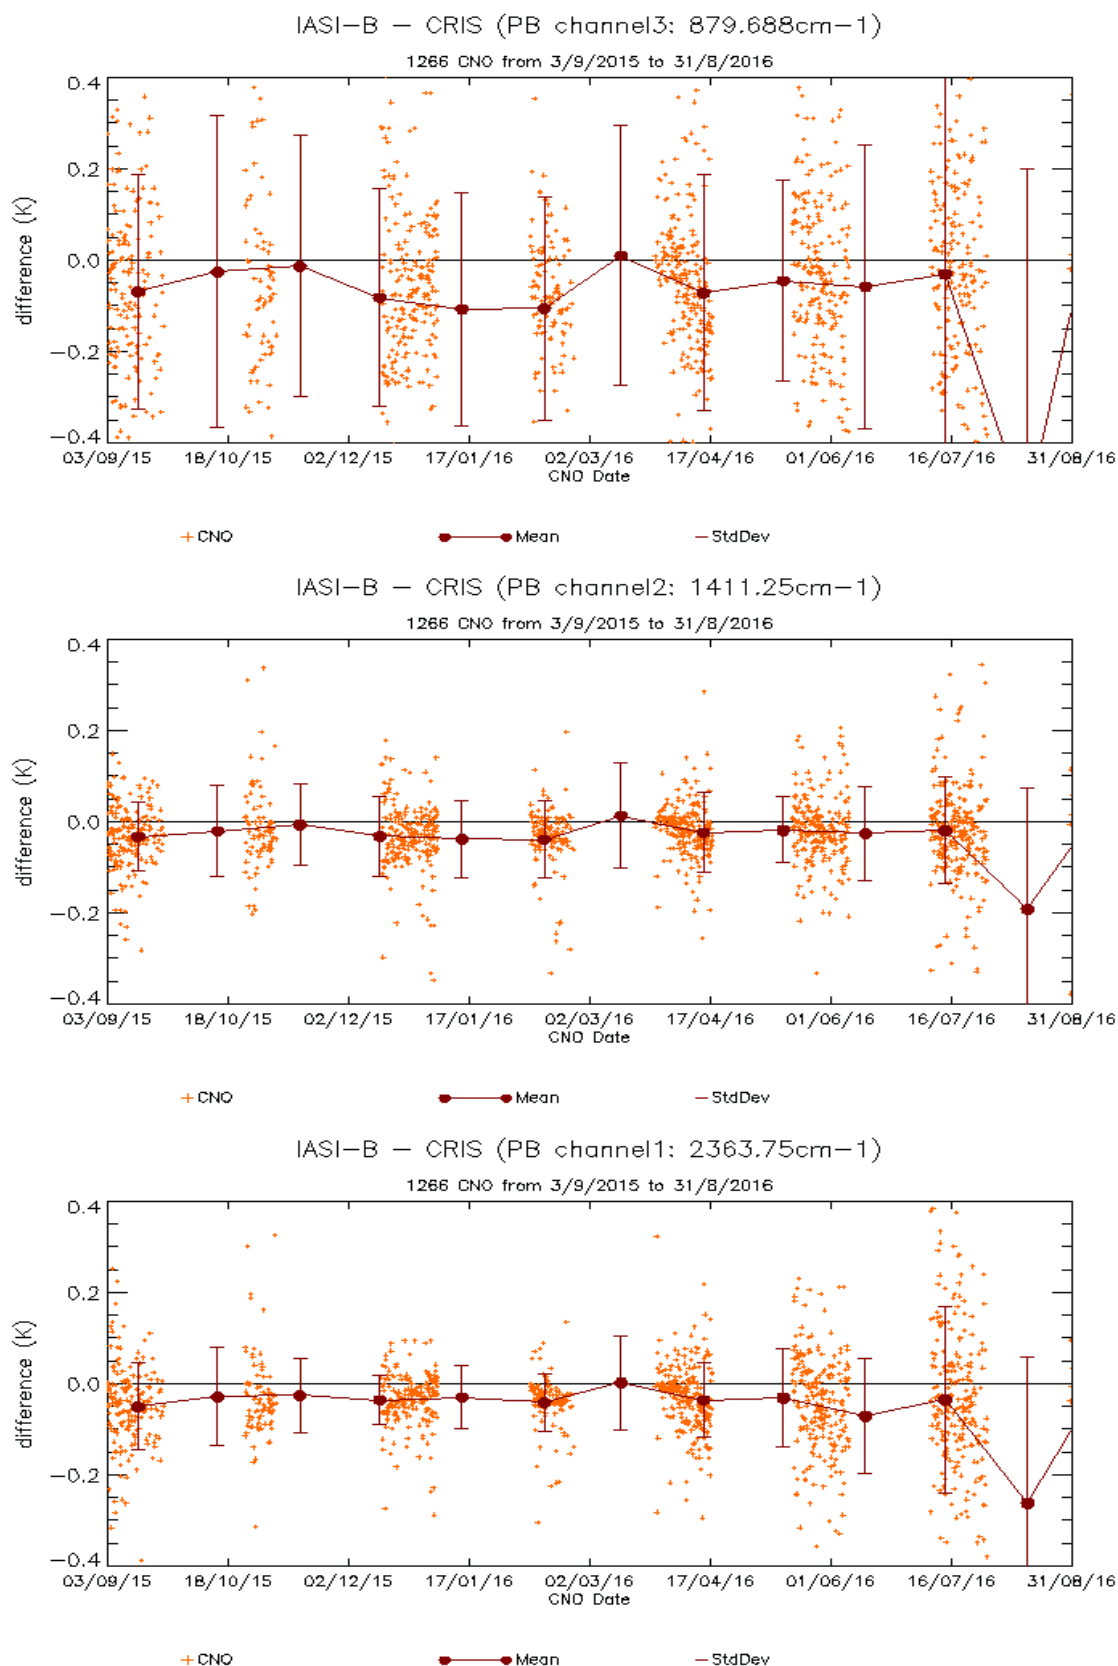 IASI-B - CRIS (PB channel3: 879.688cm-1)
1266 CNO from 3/9/2015 to 31/8/2016
0.4
0.2
0.0
-0.2
-0.4
difference (K)
03/09/15 18/10/15 02/12/15 17/01/16 02/03/16 17/04/16 01/06/16 16/07/16 31/08/16
CNO Date
CNO Mean StdDev
IASI-B - CRIS (PB channel2: 1411.25cm-1)
1266 CNO from 3/9/2015 to 31/8/2016
0.4
0.2
0.0
-0.2
-0.4
difference (K)
03/09/15 18/10/15 02/12/15 17/01/16 02/03/16 17/04/16 01/06/16 16/07/16 31/08/16
CNO Date
CNO Mean StdDev
IASI-B - CRIS (PB channel1: 2363.75cm-1)
1266 CNO from 3/9/2015 to 31/8/2016
0.4
0.2
0.0
-0.2
-0.4
difference (K)
03/09/15 18/10/15 02/12/15 17/01/16 02/03/16 17/04/16 01/06/16 16/07/16 31/08/16
CNO Date
CNO Mean StdDev